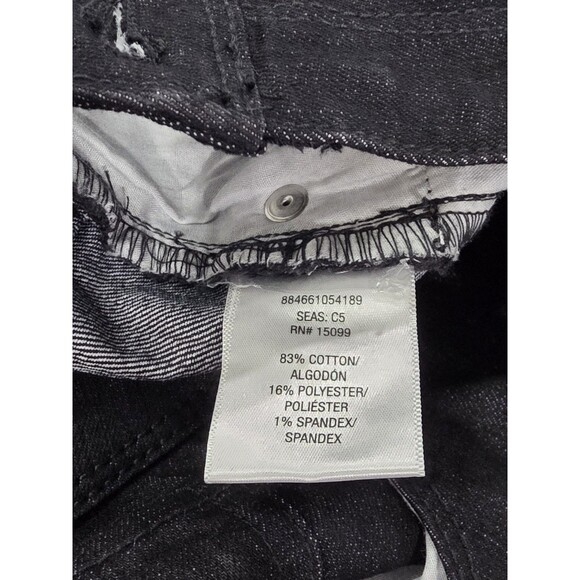 884661054189
SEAS: C5
RN# 15099
83% COTTON/
ALGODÓN
16% POLYESTER/
POLIÉSTER
1% SPANDEX/
SPANDEX